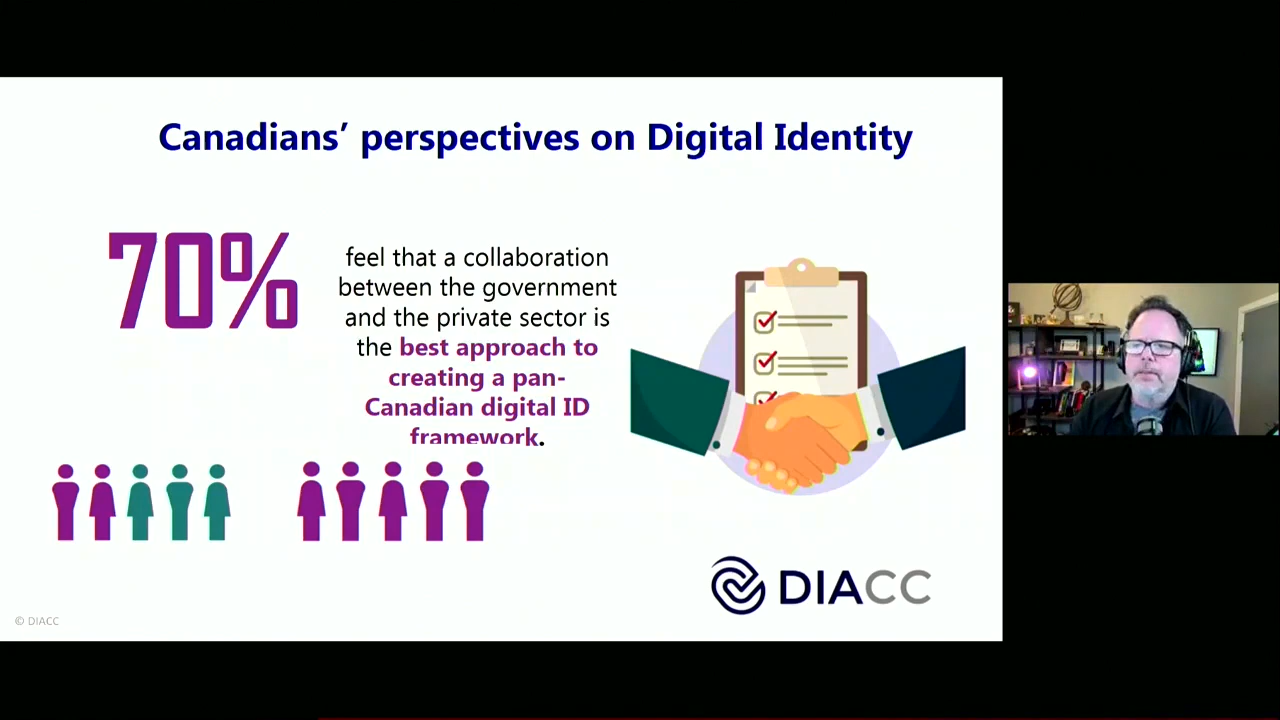 Canadians’ perspectives on Digital Identity
70%
feel that a collaboration
between the government
and the private sector is
the best approach to
creating a pan-
Canadian digital ID
framework.
DIACC
© DIACC